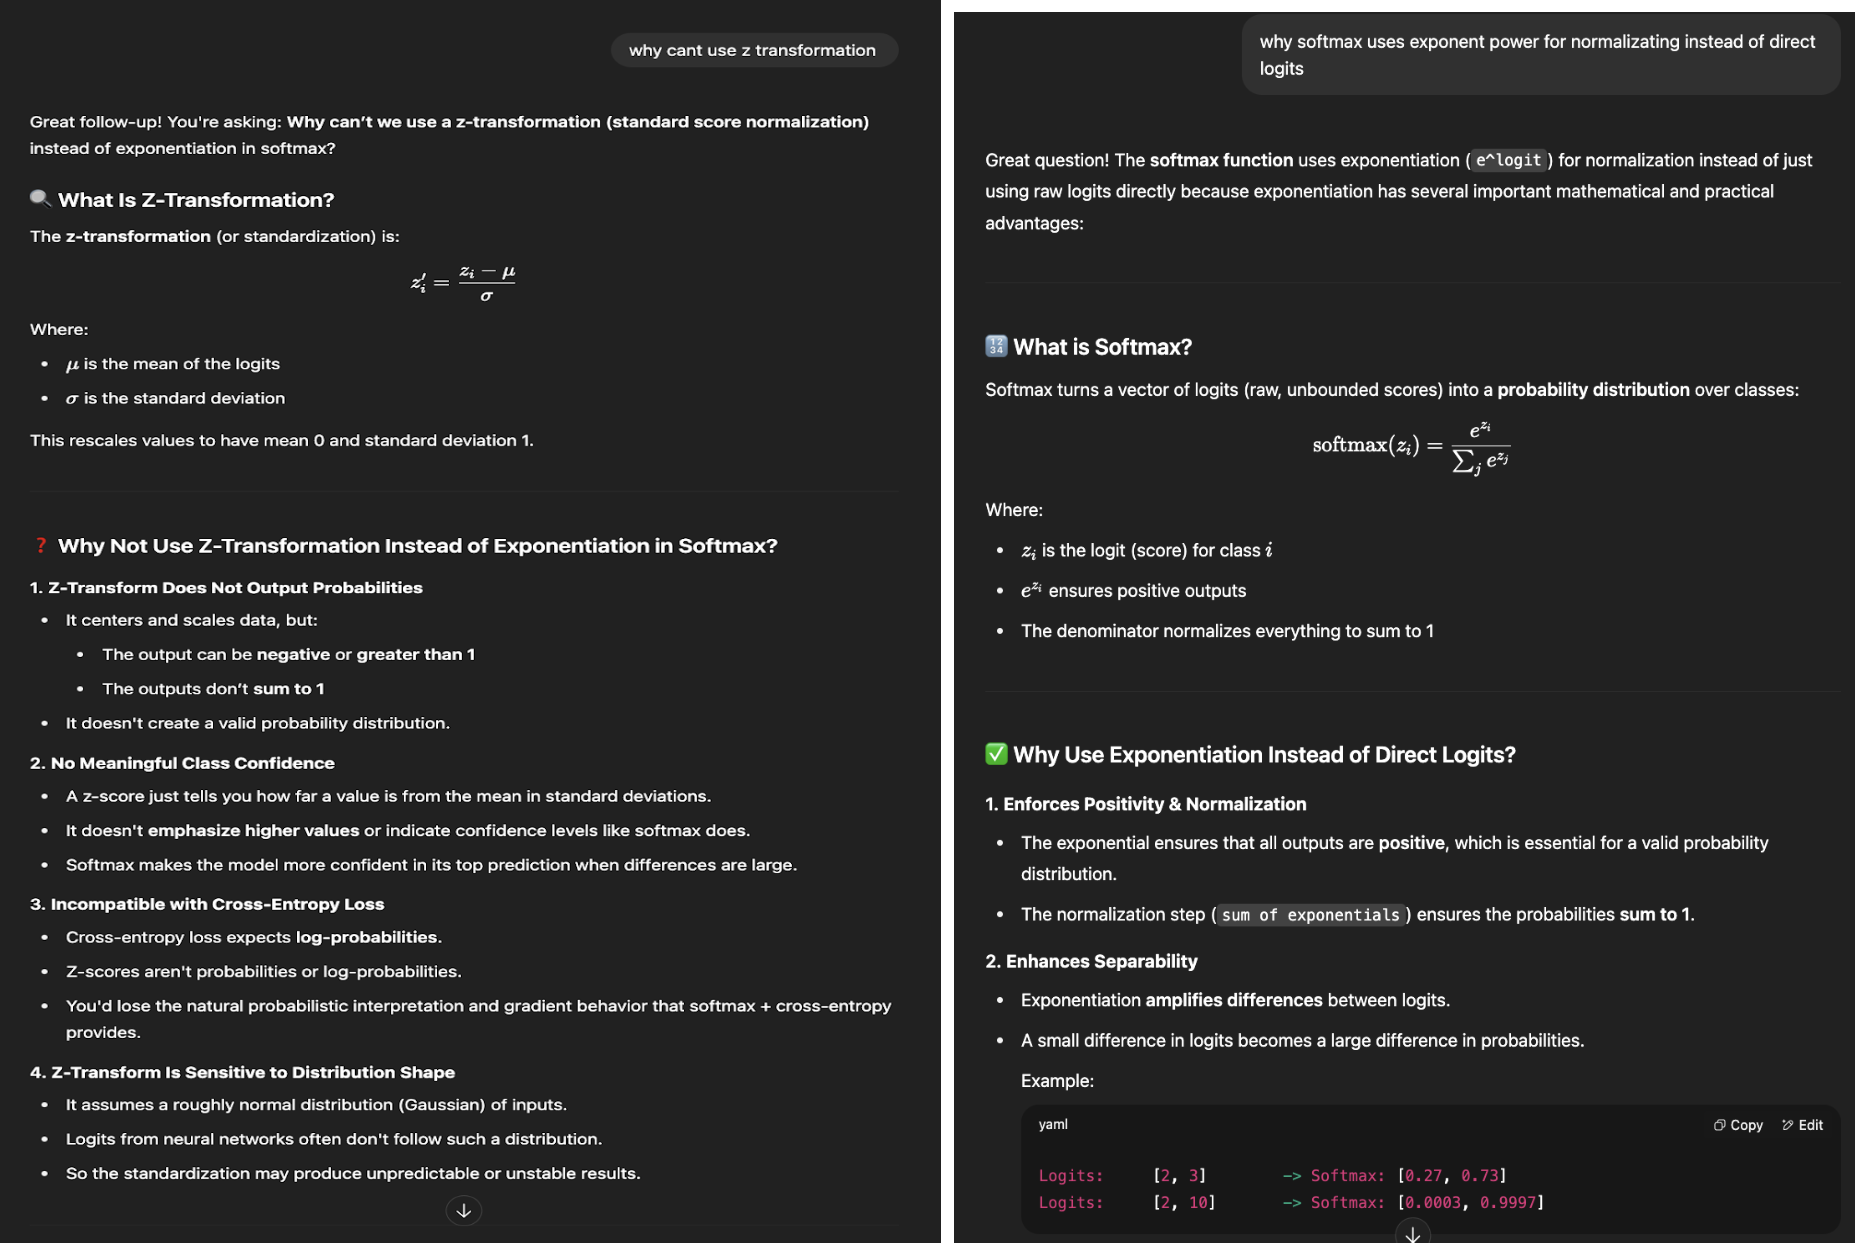 why cant use z transformation
Great follow-up! You're asking: Why can't we use a z-transformation (standard score normalization)
instead of exponentiation in softmax?
🔍 What Is Z-Transformation?
The z-transformation (or standardization) is:
z′ᵢ = (zᵢ − μ) / σ
Where:
• μ is the mean of the logits
• σ is the standard deviation
This rescales values to have mean 0 and standard deviation 1.
❓ Why Not Use Z-Transformation Instead of Exponentiation in Softmax?
1. Z-Transform Does Not Output Probabilities
• It centers and scales data, but:
• The output can be negative or greater than 1
• The outputs don't sum to 1
• It doesn't create a valid probability distribution.
2. No Meaningful Class Confidence
• A z-score just tells you how far a value is from the mean in standard deviations.
• It doesn't emphasize higher values or indicate confidence levels like softmax does.
• Softmax makes the model more confident in its top prediction when differences are large.
3. Incompatible with Cross-Entropy Loss
• Cross-entropy loss expects log-probabilities.
• Z-scores aren't probabilities or log-probabilities.
• You'd lose the natural probabilistic interpretation and gradient behavior that softmax + cross-entropy
provides.
4. Z-Transform Is Sensitive to Distribution Shape
• It assumes a roughly normal distribution (Gaussian) of inputs.
• Logits from neural networks often don't follow such a distribution.
• So the standardization may produce unpredictable or unstable results.
why softmax uses exponent power for normalizating instead of direct
logits
Great question! The softmax function uses exponentiation (e^logit) for normalization instead of just
using raw logits directly because exponentiation has several important mathematical and practical
advantages:
🔢 What is Softmax?
Softmax turns a vector of logits (raw, unbounded scores) into a probability distribution over classes:
softmax(zᵢ) = e^{zᵢ} / ∑ⱼ e^{zⱼ}
Where:
• zᵢ is the logit (score) for class i
• e^{zᵢ} ensures positive outputs
• The denominator normalizes everything to sum to 1
✅ Why Use Exponentiation Instead of Direct Logits?
1. Enforces Positivity & Normalization
• The exponential ensures that all outputs are positive, which is essential for a valid probability
distribution.
• The normalization step (sum of exponentials) ensures the probabilities sum to 1.
2. Enhances Separability
• Exponentiation amplifies differences between logits.
• A small difference in logits becomes a large difference in probabilities.
Example:
yaml Copy Edit
Logits: [2, 3] -> Softmax: [0.27, 0.73]
Logits: [2, 10] -> Softmax: [0.0003, 0.9997]